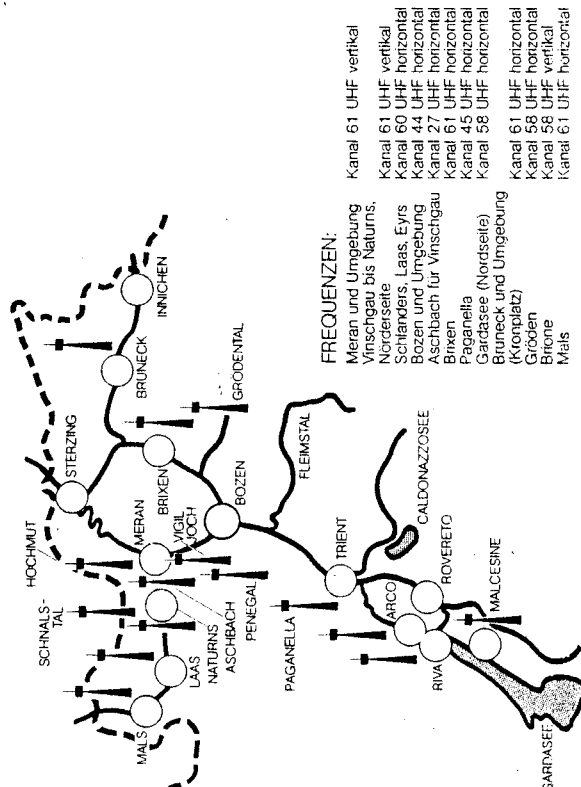 HOCHMUT
SCHNALS-
TAL
STERZING
BRUNECK
INNICHEN
MALS
LAAS
NATURNS
ASCHBACH
MERAN
VIGIL
JOCH
BRIXEN
GRÖDENTAL
PENEGAL
BOZEN
FLEIMSTAL
PAGANELLA
TRIENT
CALDONAZZOSEE
ARCO
RIVA
ROVERETO
MALCESINE
GARDASEE
FREQUENZEN:
Meran und Umgebung Kanal 61 UHF vertikal
Vinschgau bis Naturns,
Nörderseite Kanal 61 UHF vertikal
Schlanders, Laas, Eyrs Kanal 60 UHF horizontal
Bozen und Umgebung Kanal 44 UHF horizontal
Aschbach für Vinschgau Kanal 27 UHF horizontal
Brixen Kanal 61 UHF horizontal
Paganella Kanal 45 UHF horizontal
Gardasee (Nordseite) Kanal 58 UHF horizontal
Bruneck und Umgebung
(Kronplatz) Kanal 61 UHF horizontal
Gröden Kanal 58 UHF horizontal
Brione Kanal 58 UHF vertikal
Mals Kanal 61 UHF horizontal